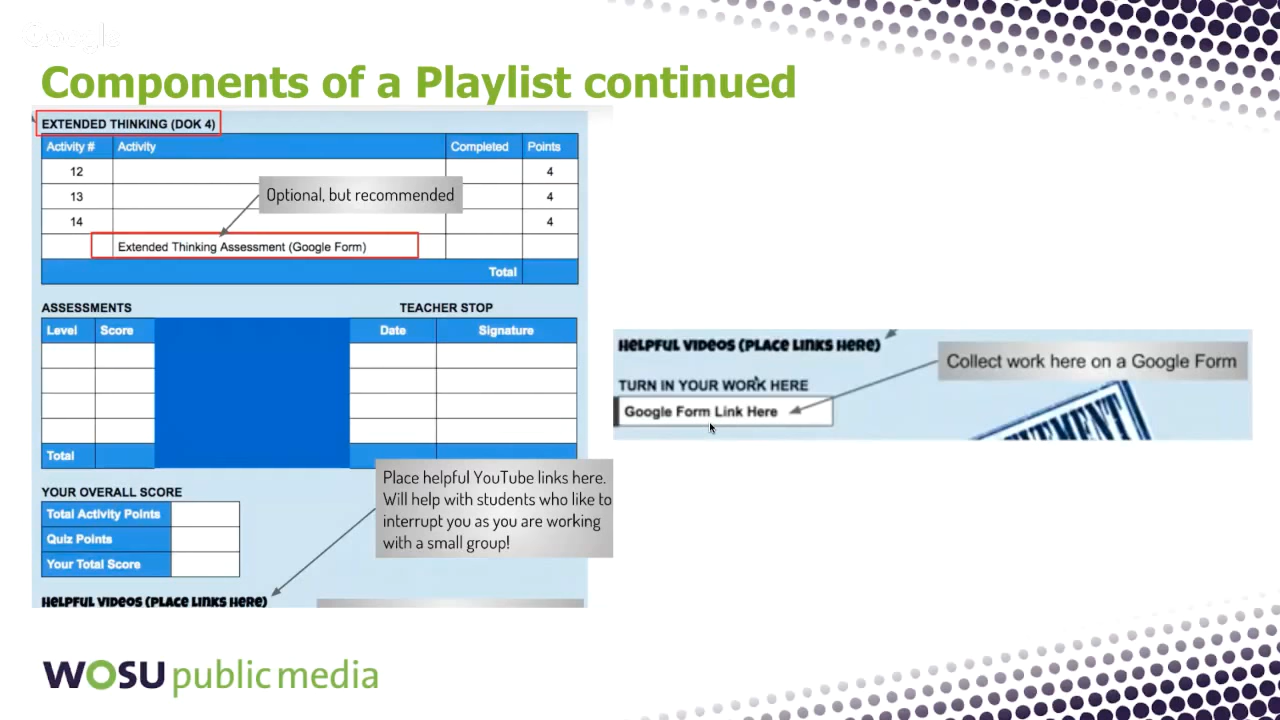 Google
Components of a Playlist continued
EXTENDED THINKING (DOK 4)
Activity # Activity Completed Points
12 4
Optional, but recommended
13 4
14 4
Extended Thinking Assessment (Google Form)
Total
ASSESSMENTS TEACHER STOP
Level Score Date Signature
Total
Place helpful YouTube links here.
Will help with students who like to
interrupt you as you are working
with a small group!
YOUR OVERALL SCORE
Total Activity Points
Quiz Points
Your Total Score
HELPFUL VIDEOS (PLACE LINKS HERE)
HELPFUL VIDEOS (PLACE LINKS HERE)
Collect work here on a Google Form
TURN IN YOUR WORK HERE
Google Form Link Here
WOSU public media